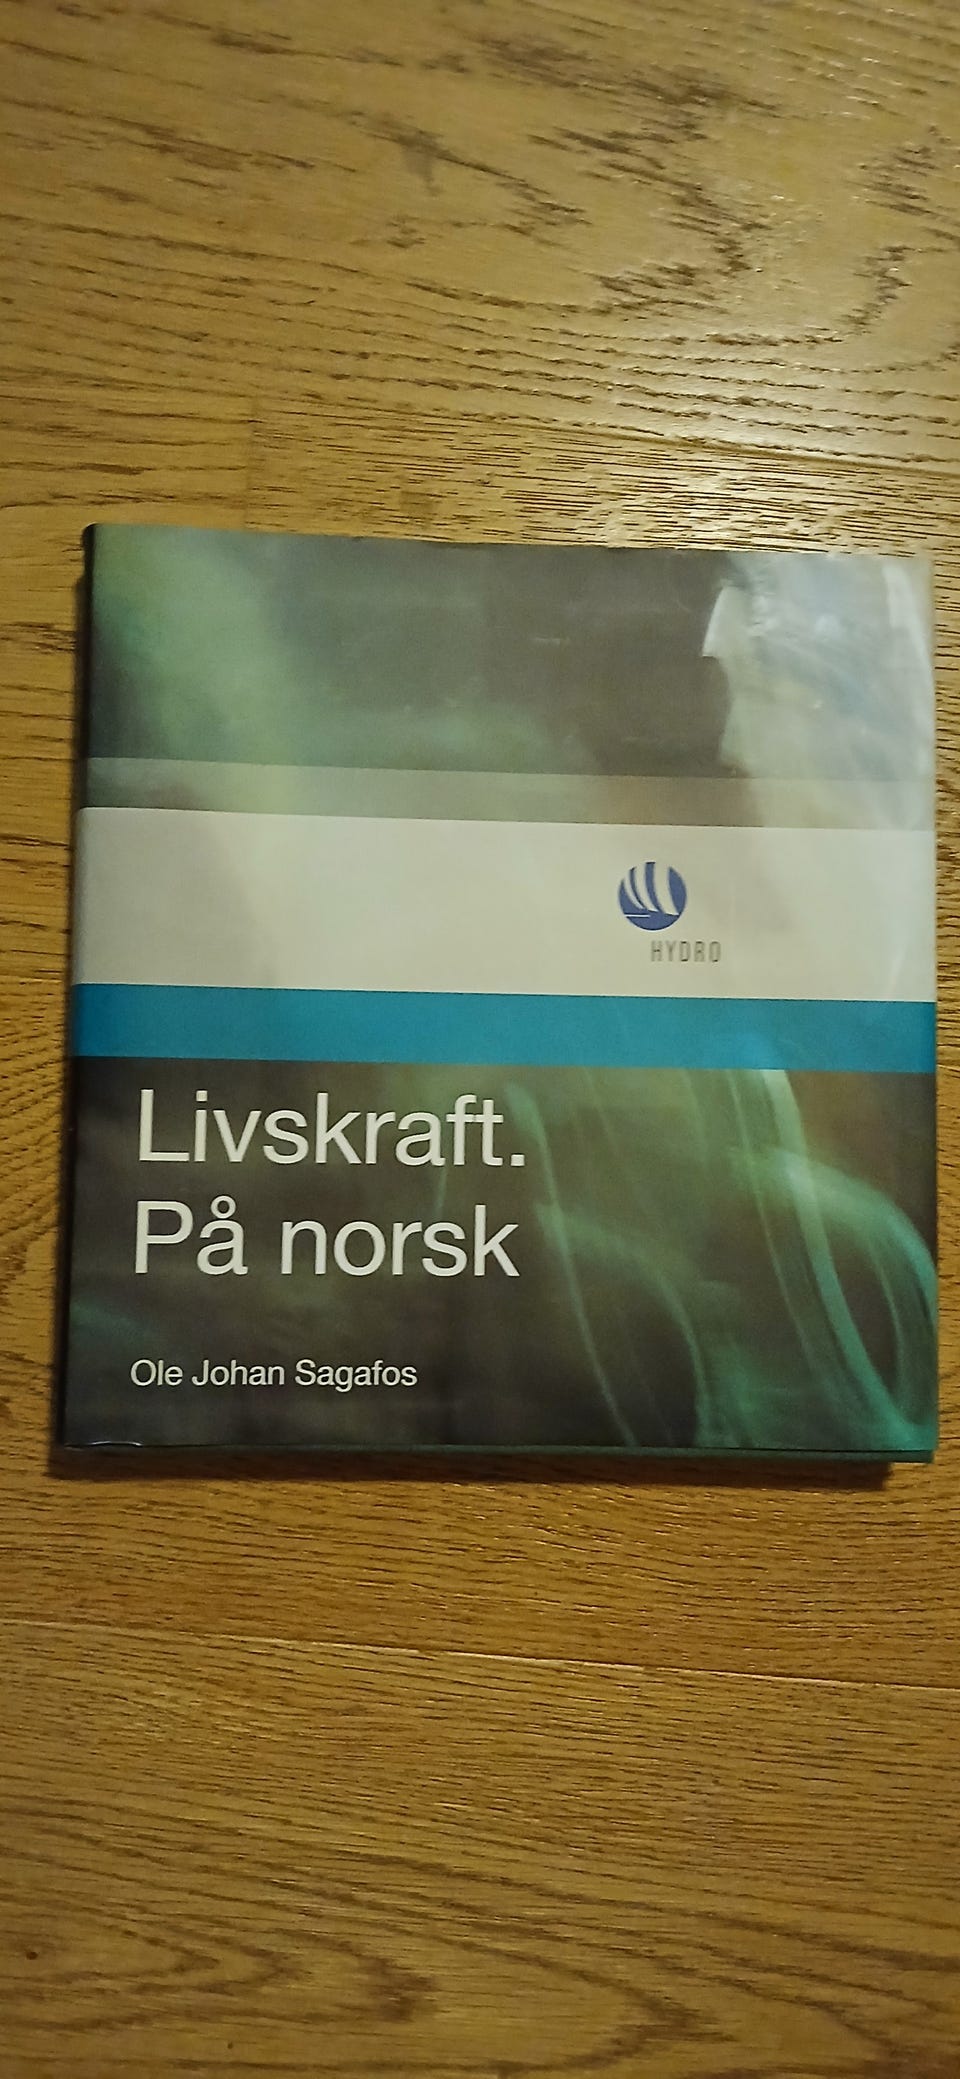 HYDRO
Livskraft.
På norsk
Ole Johan Sagafos